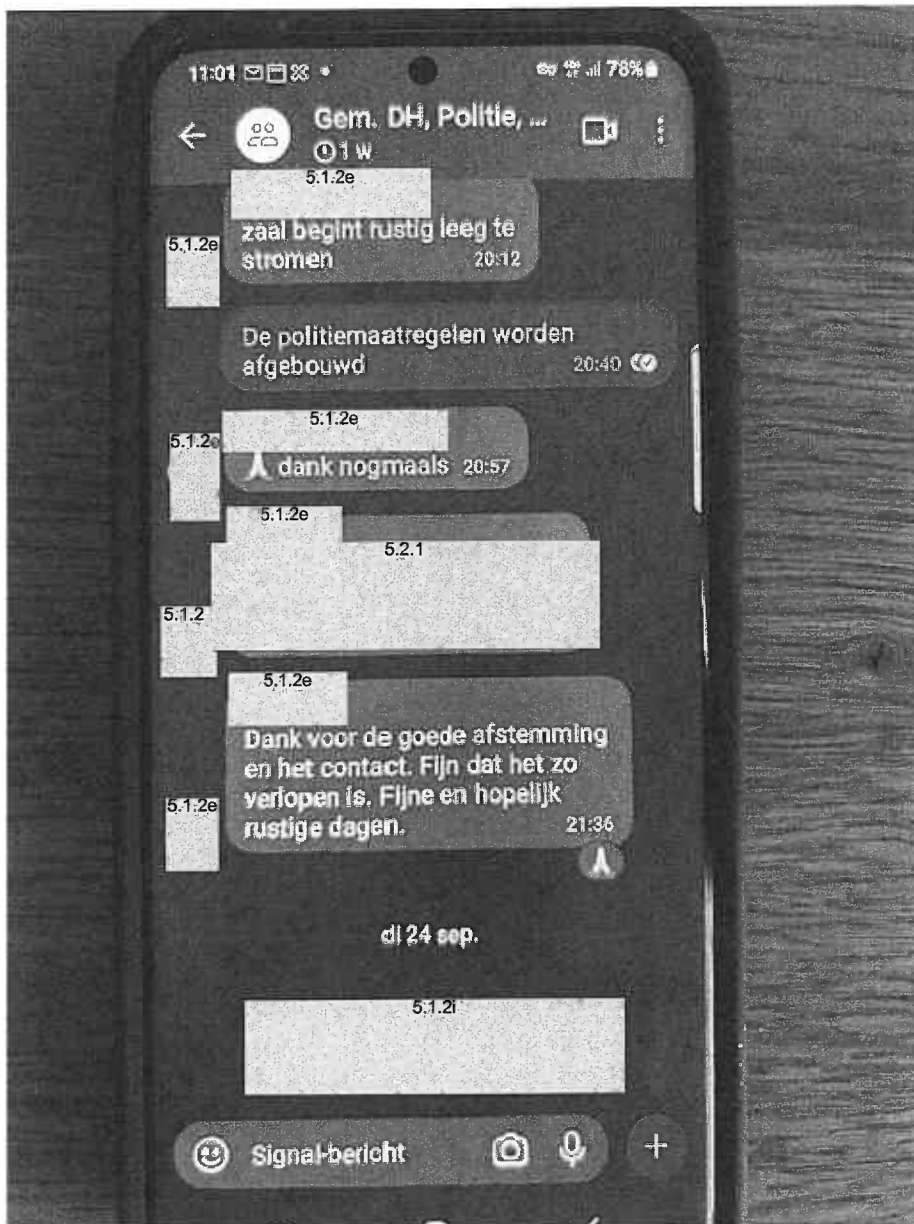 11:01
78%
Gem. DH, Politie, ...
1 w
5.1.2e
zaal begint rustig leeg te
5.1.2e
stromen 20:12
De politiemaatregelen worden
afgebouwd 20:40
5.1.2e
5.1.2e
dank nogmaals 20:57
5.1.2e
5.2.1
5.1.2
5.1.2e
Dank voor de goede afstemming
en het contact. Fijn dat het zo
verlopen is. Fijne en hopelijk
5.1.2e
rustige dagen. 21:36
di 24 sep.
5.1.2i
Signal-bericht